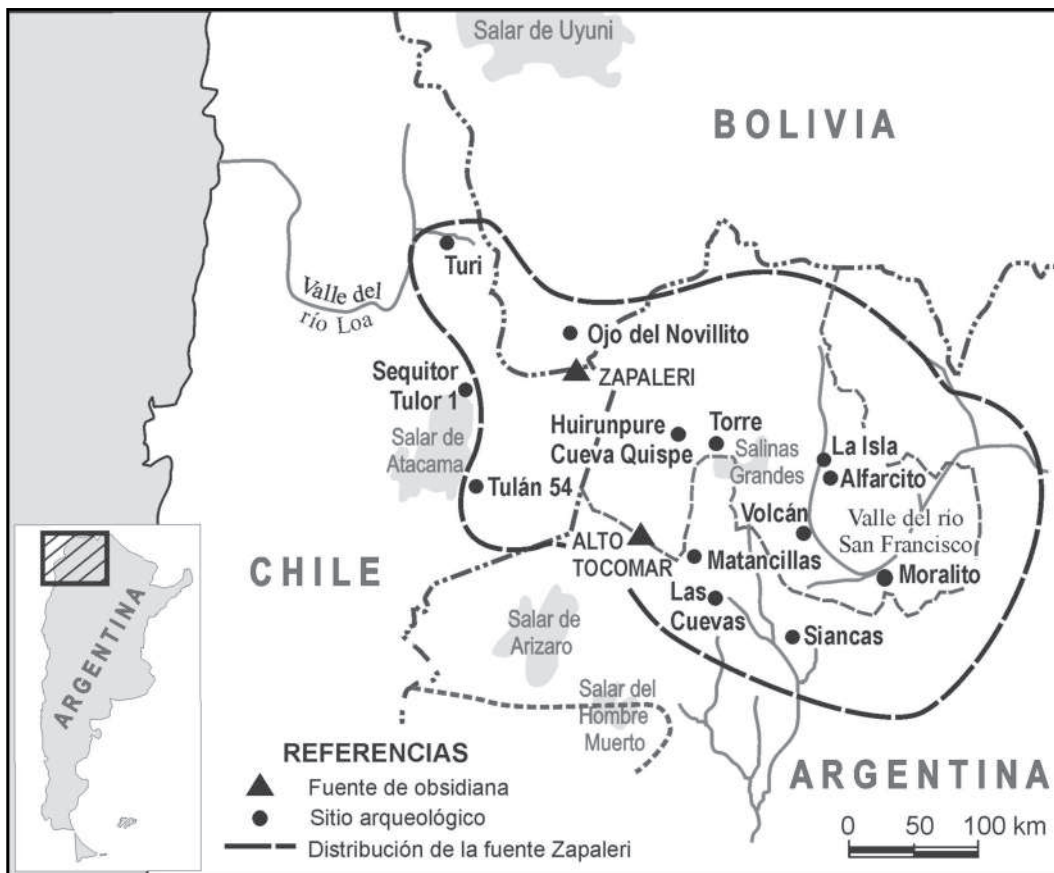 Salar de Uyuni
BOLIVIA
Turi
Valle del
río Loa
Ojo del Novillito
ZAPALERI
Sequitor
Tulor 1
Salar de
Atacama
Huirunpure
Cueva Quispe
Torre
Salinas
Grandes
La Isla
Alfarcito
Tulán 54
Volcán
Valle del río
San Francisco
ALTO
TOCOMAR
Matancillas
Moralito
CHILE
Las
Cuevas
Siancas
Salar de
Arizaro
Salar del
Hombre
Muerto
ARGENTINA
ARGENTINA
REFERENCIAS
Fuente de obsidiana
Sitio arqueológico
Distribución de la fuente Zapaleri
0 50 100 km